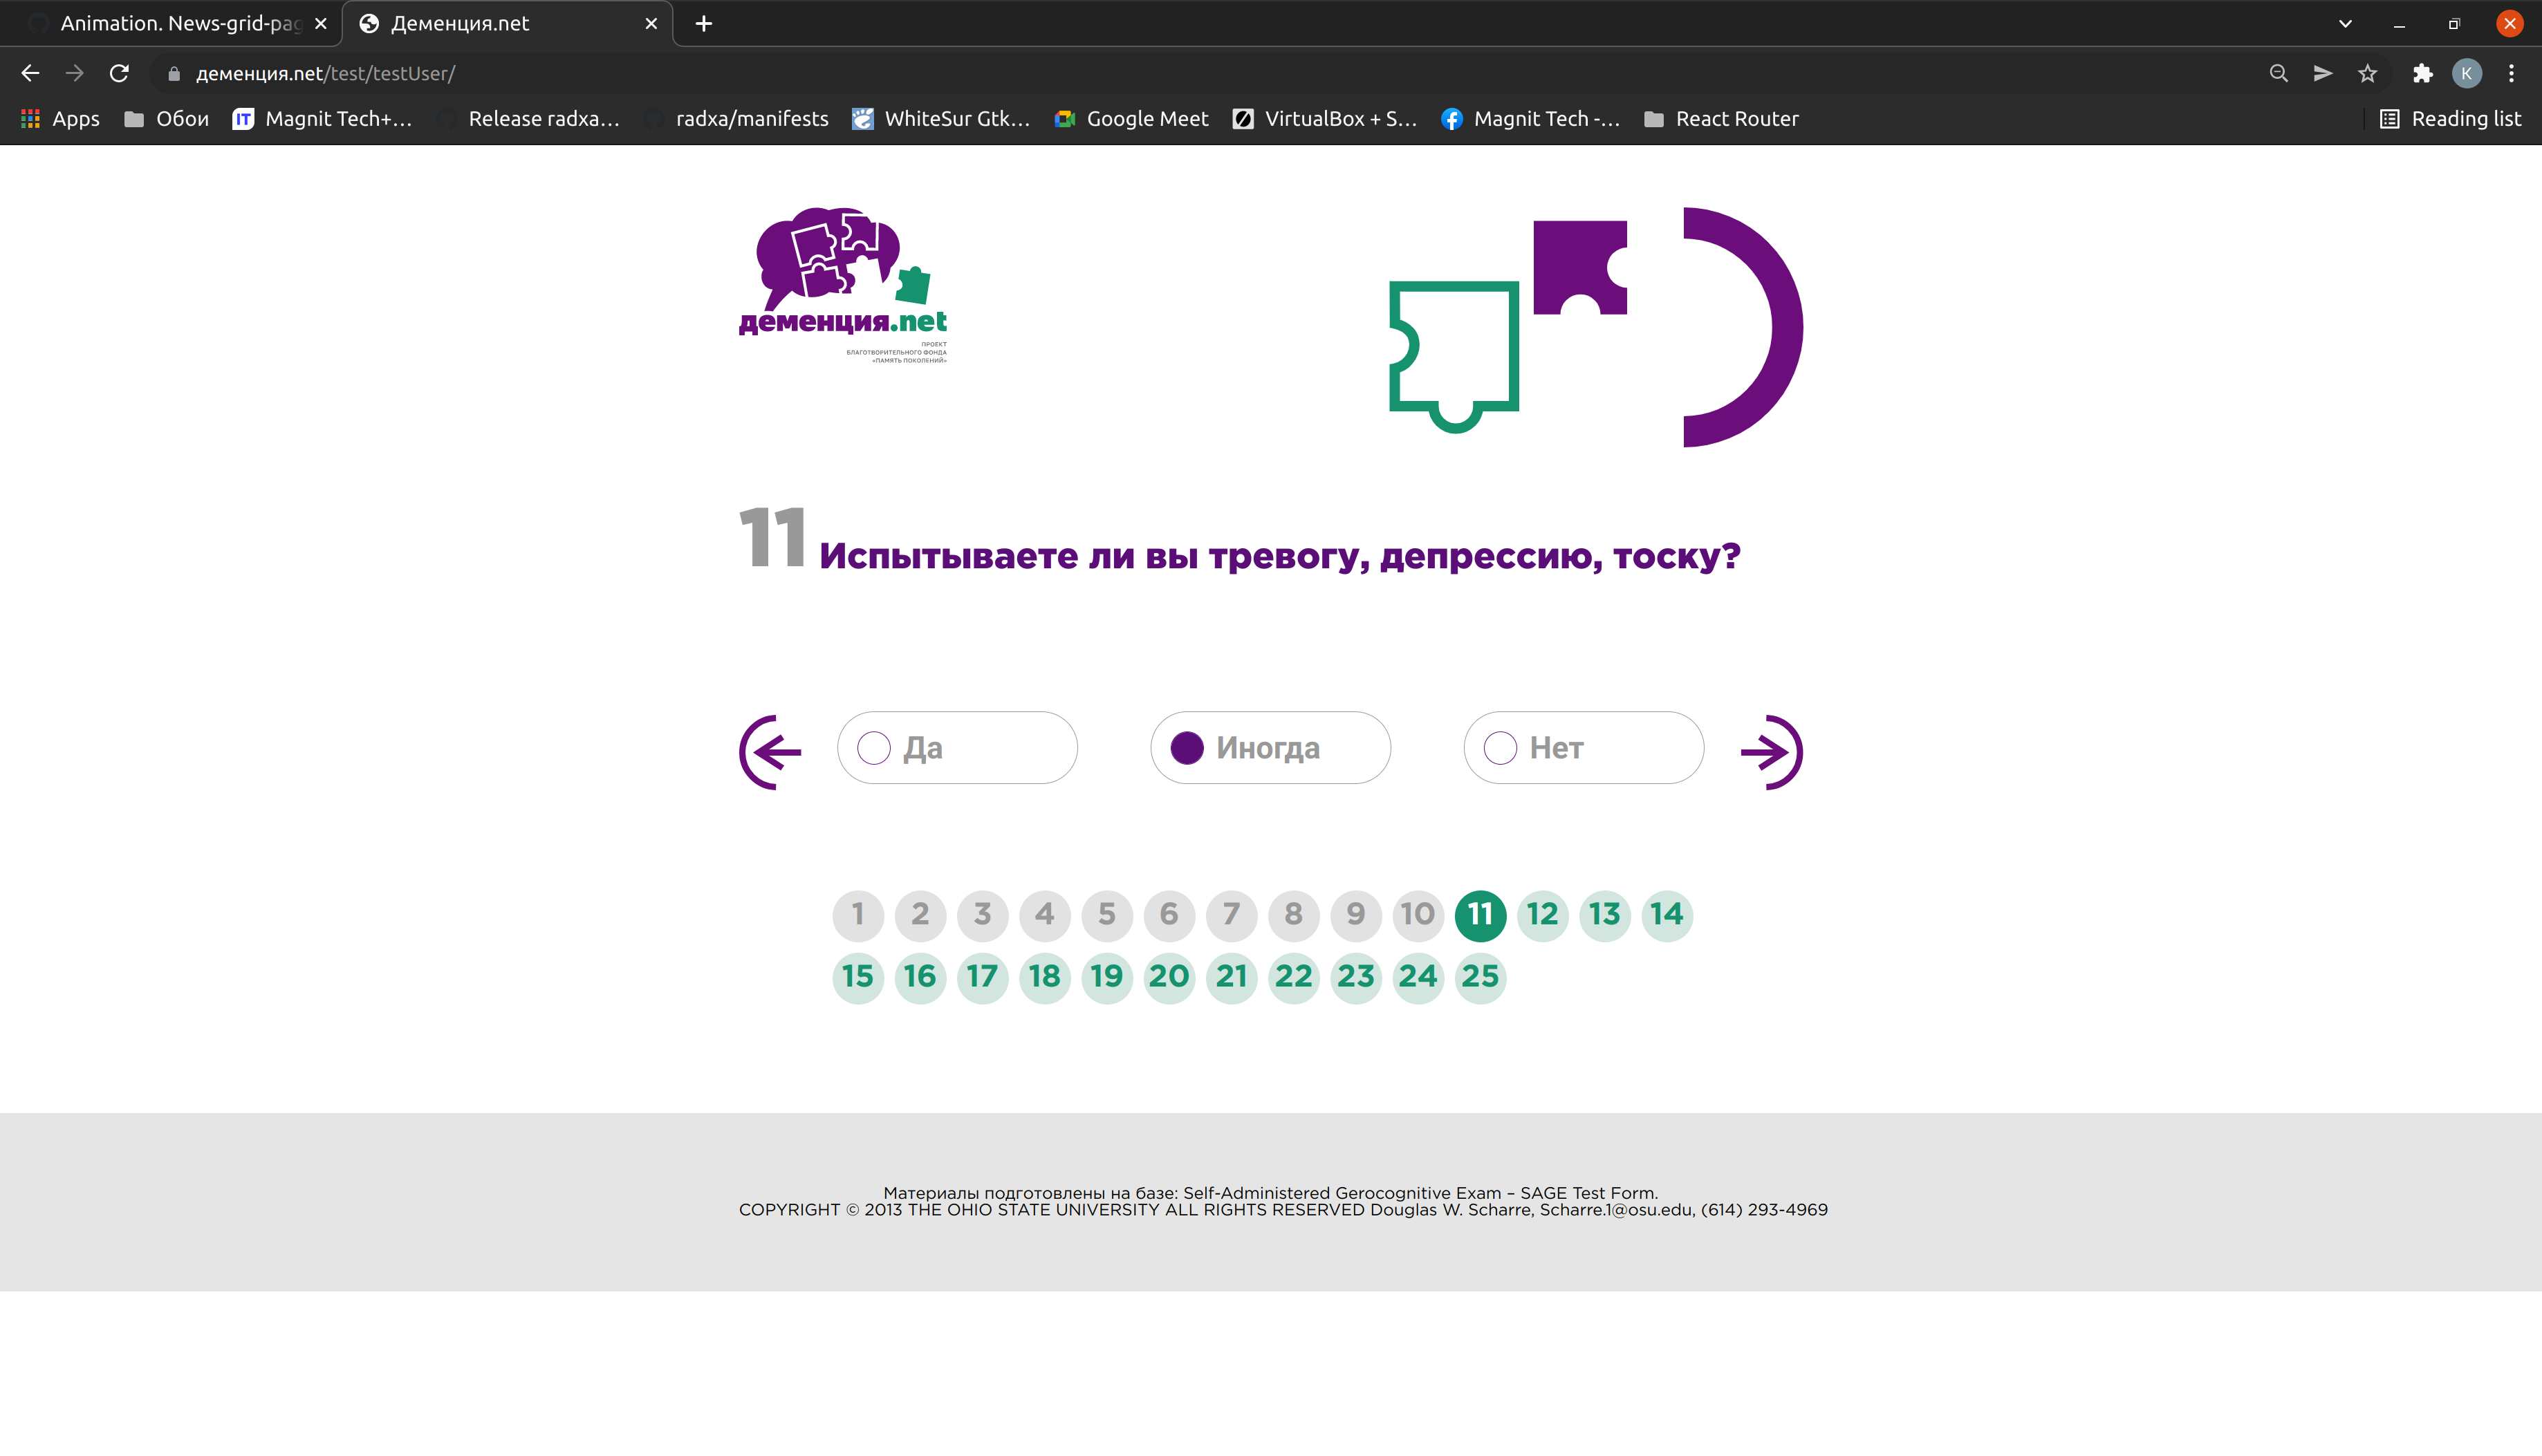 Animation. News-grid-pag
Деменция.net
деменция.net/test/testUser/
K
Apps
Обои
IT
Magnit Tech+...
Release radxa...
radxa/manifests
WhiteSur Gtk...
Google Meet
VirtualBox + S...
Magnit Tech -...
React Router
Reading list
деменция.net
ПРОЕКТ
БЛАГОТВОРИТЕЛЬНОГО ФОНДА
«ПАМЯТЬ ПОКОЛЕНИЙ»
11 Испытываете ли вы тревогу, депрессию, тоску?
Да
Иногда
Нет
1 2 3 4 5 6 7 8 9 10 11 12 13 14
15 16 17 18 19 20 21 22 23 24 25
Материалы подготовлены на базе: Self-Administered Gerocognitive Exam – SAGE Test Form.
COPYRIGHT © 2013 THE OHIO STATE UNIVERSITY ALL RIGHTS RESERVED Douglas W. Scharre, Scharre.1@osu.edu, (614) 293-4969